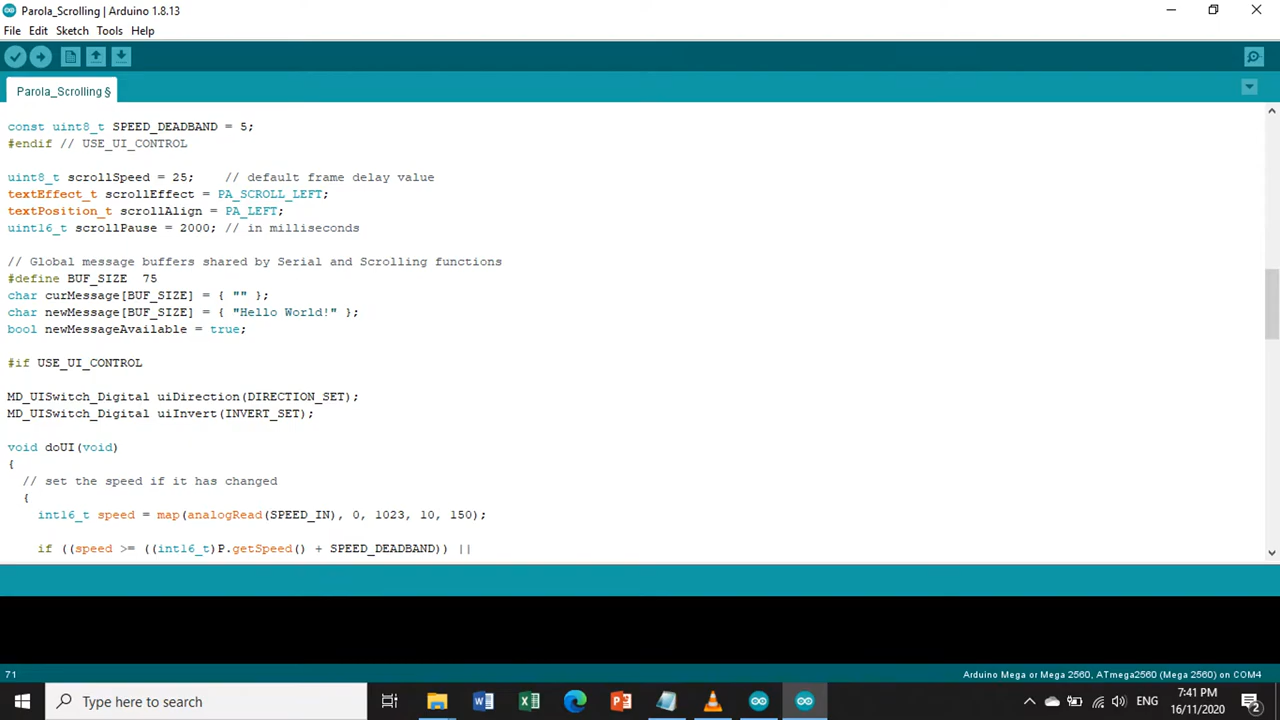 Parola_Scrolling | Arduino 1.8.13
File Edit Sketch Tools Help
Parola_Scrolling §
const uint8_t SPEED_DEADBAND = 5;
#endif // USE_UI_CONTROL
uint8_t scrollSpeed = 25;    // default frame delay value
textEffect_t scrollEffect = PA_SCROLL_LEFT;
textPosition_t scrollAlign = PA_LEFT;
uint16_t scrollPause = 2000; // in milliseconds
// Global message buffers shared by Serial and Scrolling functions
#define BUF_SIZE  75
char curMessage[BUF_SIZE] = { "" };
char newMessage[BUF_SIZE] = { "Hello World!" };
bool newMessageAvailable = true;
#if USE_UI_CONTROL
MD_UISwitch_Digital uiDirection(DIRECTION_SET);
MD_UISwitch_Digital uiInvert(INVERT_SET);
void doUI(void)
{
  // set the speed if it has changed
  {
    int16_t speed = map(analogRead(SPEED_IN), 0, 1023, 10, 150);
    if ((speed >= ((int16_t)P.getSpeed() + SPEED_DEADBAND)) ||
71
Arduino Mega or Mega 2560, ATmega2560 (Mega 2560) on COM4
Type here to search
ENG
7:41 PM
16/11/2020
2